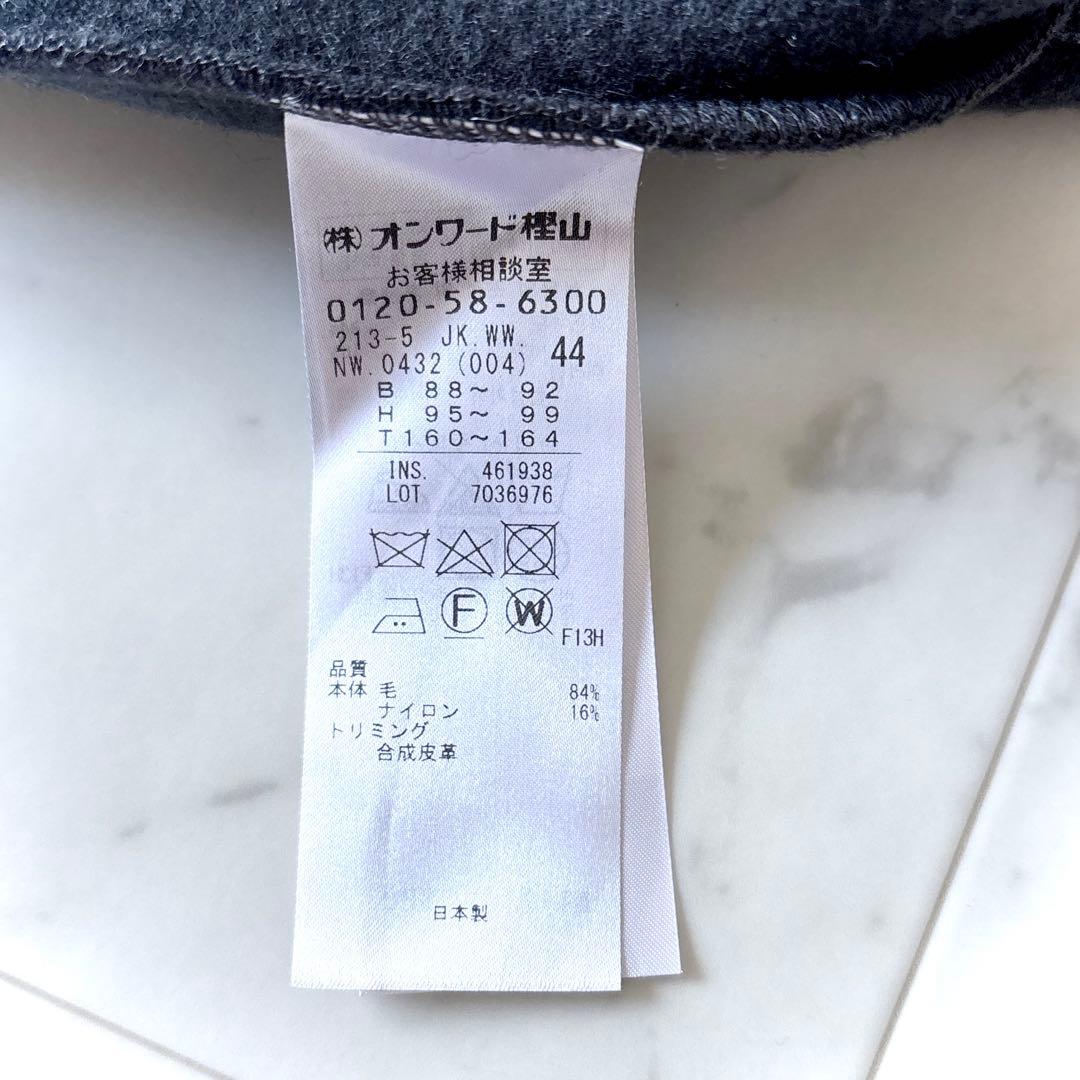 (株)オンワード樫山
お客様相談室
0120-58-6300
213-5 JK.WW.
NW.0432 (004) 44
B 88～ 92
H 95～ 99
T160～164
INS. 461938
LOT 7036976
F W F13H
品質
本体 毛 84%
ナイロン 16%
トリミング
合成皮革
日本製